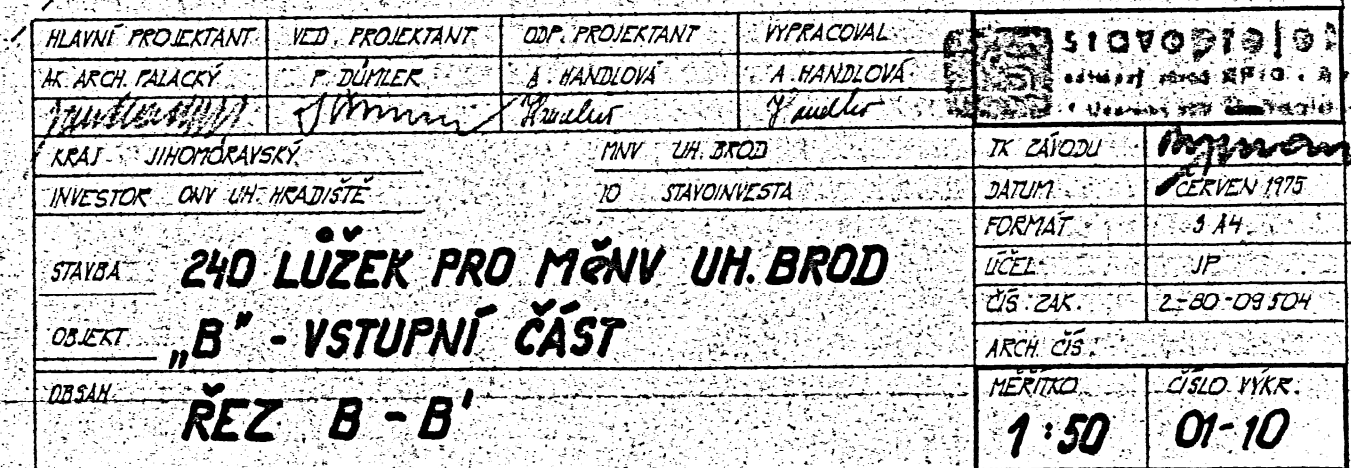 HLAVNÍ PROJEKTANT VED. PROJEKTANT ODP. PROJEKTANT VYPRACOVAL
AK. ARCH. PALACKÝ P. DÜMLER A. HANDLOVÁ A. HANDLOVÁ
KRAJ JIHOMORAVSKÝ MNV UH. BROD
INVESTOR ONV UH. HRADIŠTĚ IO STAVOINVESTA
STAVBA 240 LŮŽEK PRO MěNV UH. BROD
OBJEKT „B" - VSTUPNÍ ČÁST
OBSAH ŘEZ B - B'
Stavoprojekt
TK ZÁVODU
DATUM ČERVEN 1975
FORMÁT A4
ÚČEL JP
ČÍS. ZAK. 2-80-09504
ARCH. ČÍS.
MĚŘÍTKO ČÍSLO VÝKR.
1:50 01-10